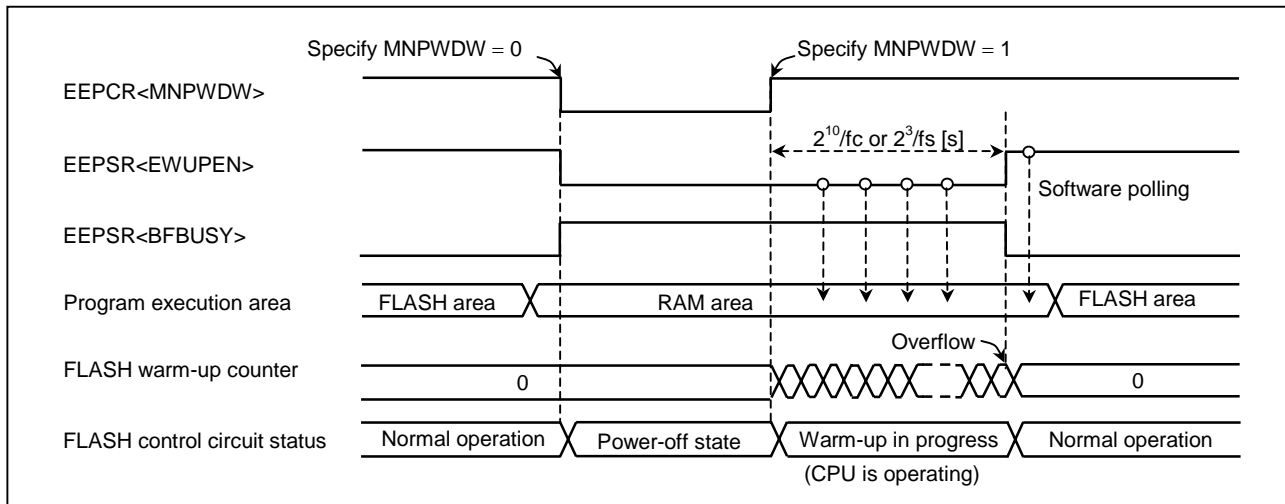 Specify MNPWDW = 0
Specify MNPWDW = 1
EEPCR<MNPWDW>
2^10/fc or 2^3/fs [s]
EEPSR<EWUPEN>
Software polling
EEPSR<BFBUSY>
Program execution area
FLASH area
RAM area
FLASH area
Overflow
FLASH warm-up counter
0
0
FLASH control circuit status
Normal operation
Power-off state
Warm-up in progress
Normal operation
(CPU is operating)